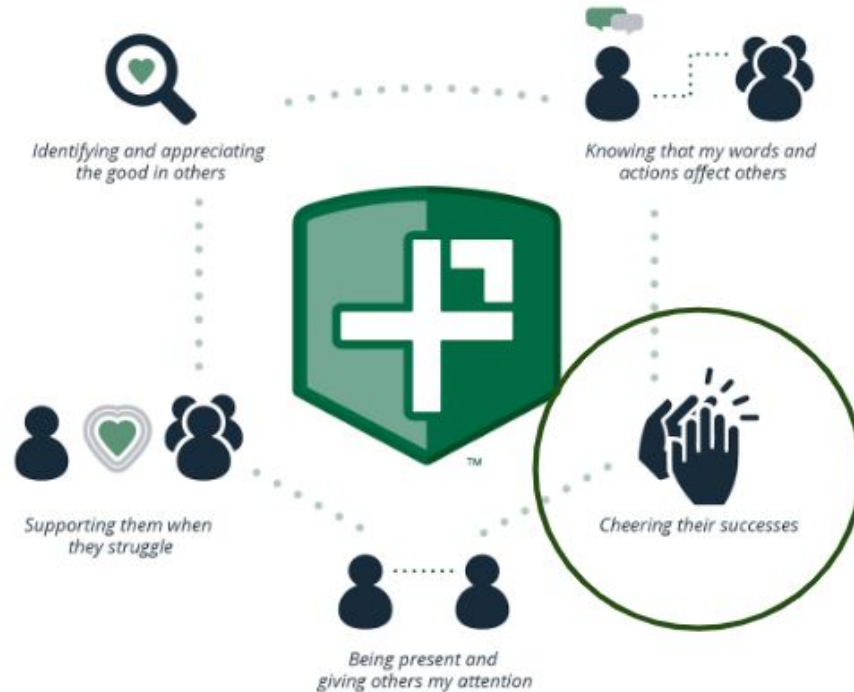 Identifying and appreciating
the good in others
Knowing that my words and
actions affect others
TM
Supporting them when
they struggle
Cheering their successes
Being present and
giving others my attention